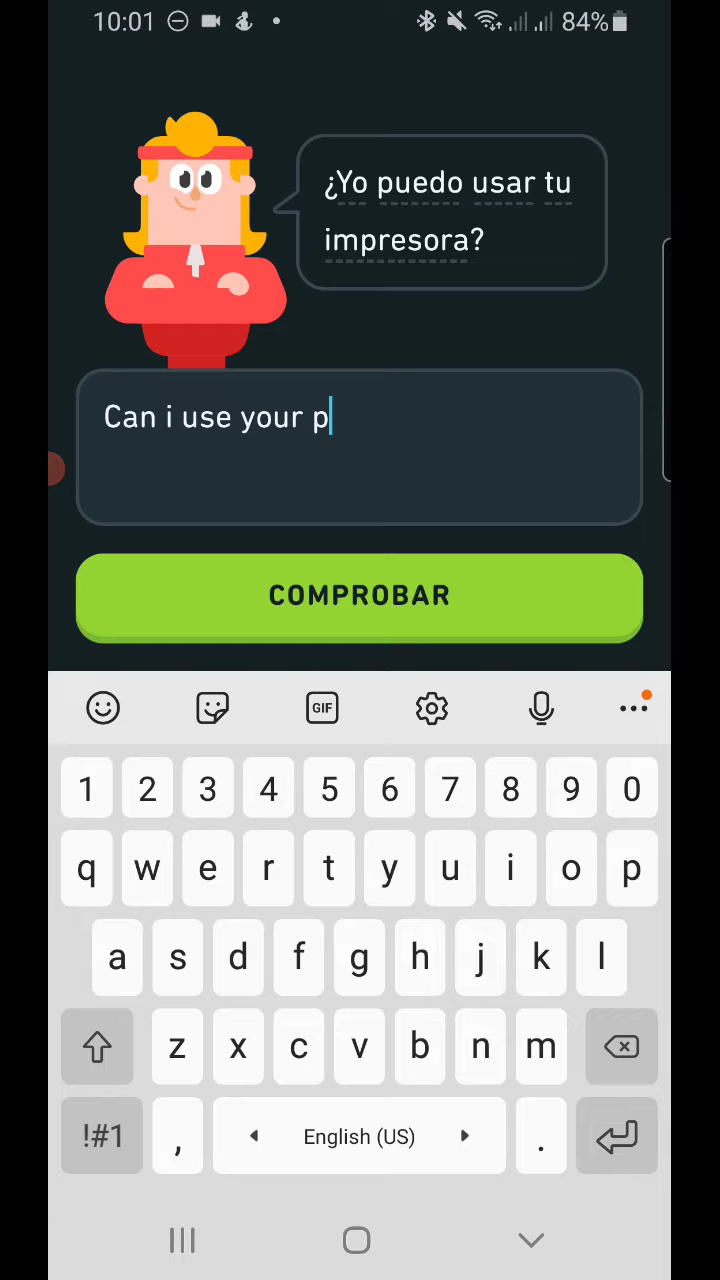 10:01 84%
¿Yo puedo usar tu
impresora?
Can i use your p
COMPROBAR
GIF
1 2 3 4 5 6 7 8 9 0
q w e r t y u i o p
a s d f g h j k l
z x c v b n m
!#1 , English (US) .